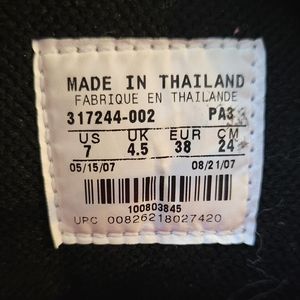 MADE IN THAILAND
FABRIQUE EN THAILANDE
317244-002 PA3
US UK EUR CM
7 4.5 38 24
05/15/07 08/21/07
100803845
UPC 00826218027420